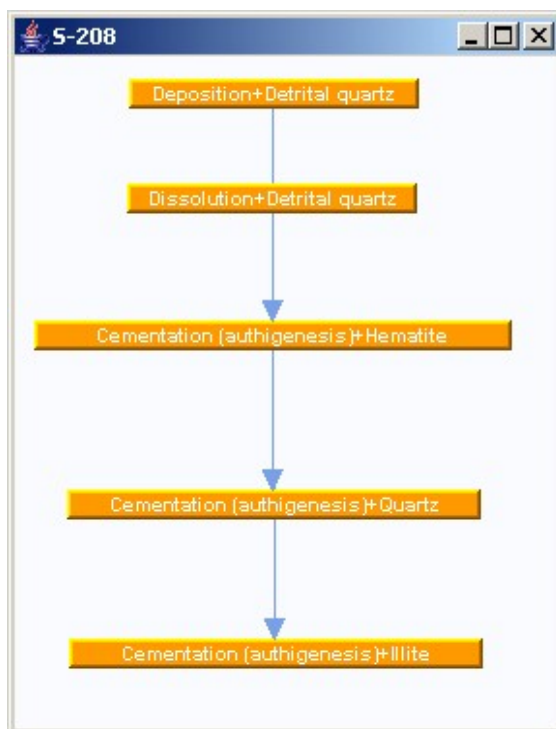 S-208
Deposition+Detrital quartz
Dissolution+Detrital quartz
Cementation (authigenesis)+Hematite
Cementation (authigenesis)+Quartz
Cementation (authigenesis)+Illite